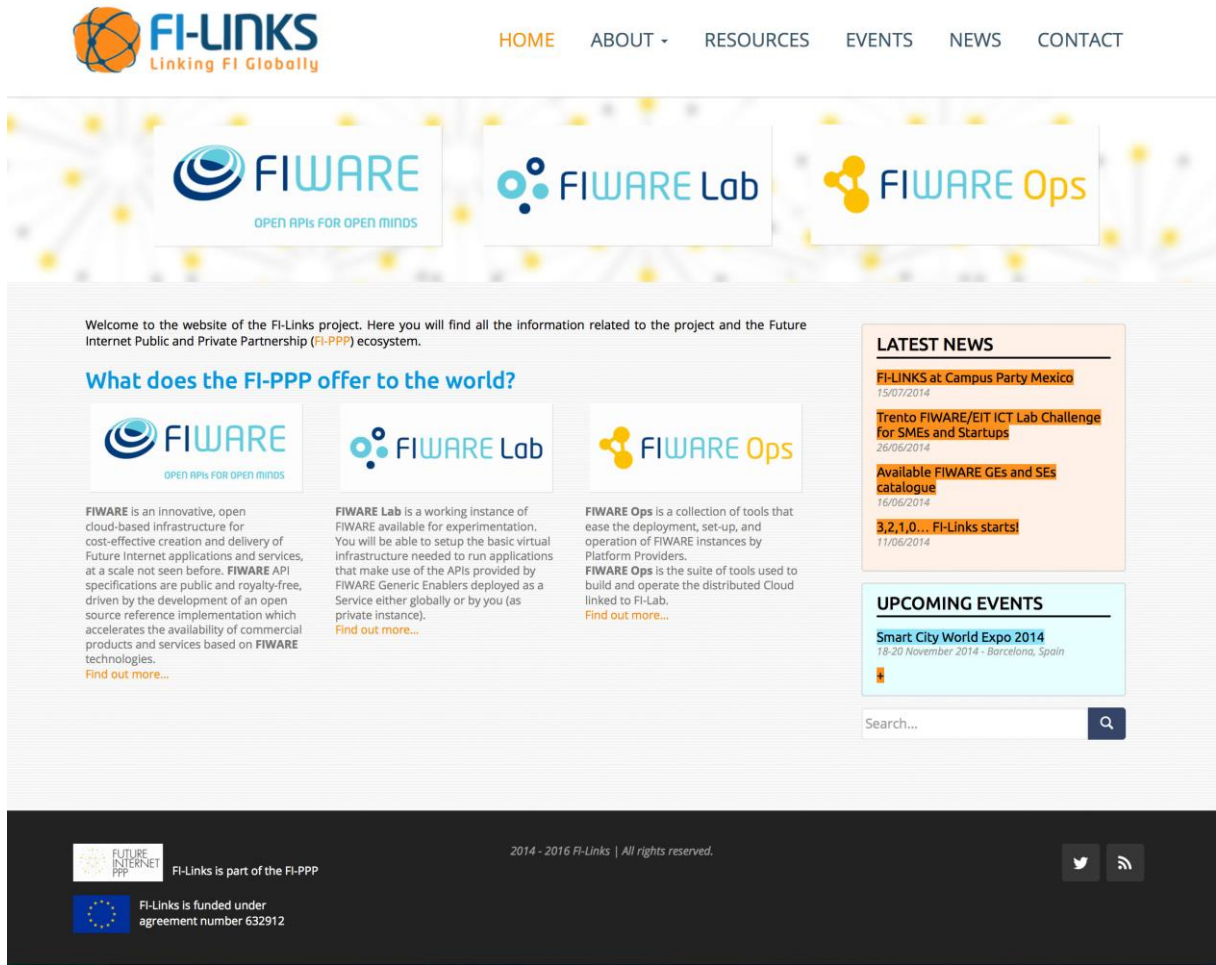 FI-LINKS
Linking FI Globally
HOME ABOUT RESOURCES EVENTS NEWS CONTACT
FIWARE
OPEN APIs FOR OPEN MINDS
FIWARE Lab
FIWARE Ops
Welcome to the website of the FI-Links project. Here you will find all the information related to the project and the Future
Internet Public and Private Partnership (FI-PPP) ecosystem.
What does the FI-PPP offer to the world?
FIWARE
OPEN APIs FOR OPEN MINDS
FIWARE is an innovative, open
cloud-based infrastructure for
cost-effective creation and delivery of
Future Internet applications and services,
at a scale not seen before. FIWARE API
specifications are public and royalty-free,
driven by the development of an open
source reference implementation which
accelerates the availability of commercial
products and services based on FIWARE
technologies.
Find out more...
FIWARE Lab
FIWARE Lab is a working instance of
FIWARE available for experimentation.
You will be able to setup the basic virtual
infrastructure needed to run applications
that make use of the APIs provided by
FIWARE Generic Enablers deployed as a
Service either globally or by you (as
private instance).
Find out more...
FIWARE Ops
FIWARE Ops is a collection of tools that
ease the deployment, set-up, and
operation of FIWARE instances by
Platform Providers.
FIWARE Ops is the suite of tools used to
build and operate the distributed Cloud
linked to FI-Lab.
Find out more...
LATEST NEWS
FI-LINKS at Campus Party Mexico
15/07/2014
Trento FIWARE/EIT ICT Lab Challenge
for SMEs and Startups
26/06/2014
Available FIWARE GEs and SEs
catalogue
16/06/2014
3,2,1,0... FI-Links starts!
11/06/2014
UPCOMING EVENTS
Smart City World Expo 2014
18-20 November 2014 - Barcelona, Spain
+
Search...
FUTURE
INTERNET
PPP
FI-Links is part of the FI-PPP
FI-Links is funded under
agreement number 632912
2014 - 2016 FI-Links | All rights reserved.